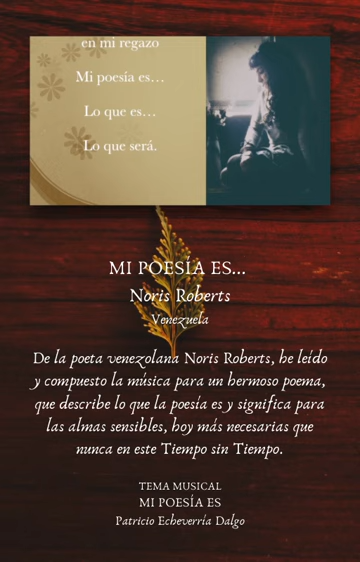 en mi regazo
Mi poesía es...
Lo que es...
Lo que será.
MI POESÍA ES...
Noris Roberts
Venezuela
De la poeta venezolana Noris Roberts, he leído
y compuesto la música para un hermoso poema,
que describe lo que la poesía es y significa para
las almas sensibles, hoy más necesarias que
nunca en este Tiempo sin Tiempo.
TEMA MUSICAL
MI POESÍA ES
Patricio Echeverría Dalgo